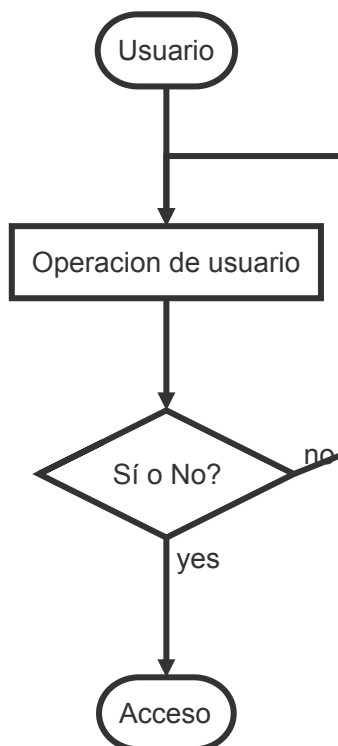 Usuario
Operacion de usuario
Sí o No?
no
yes
Acceso